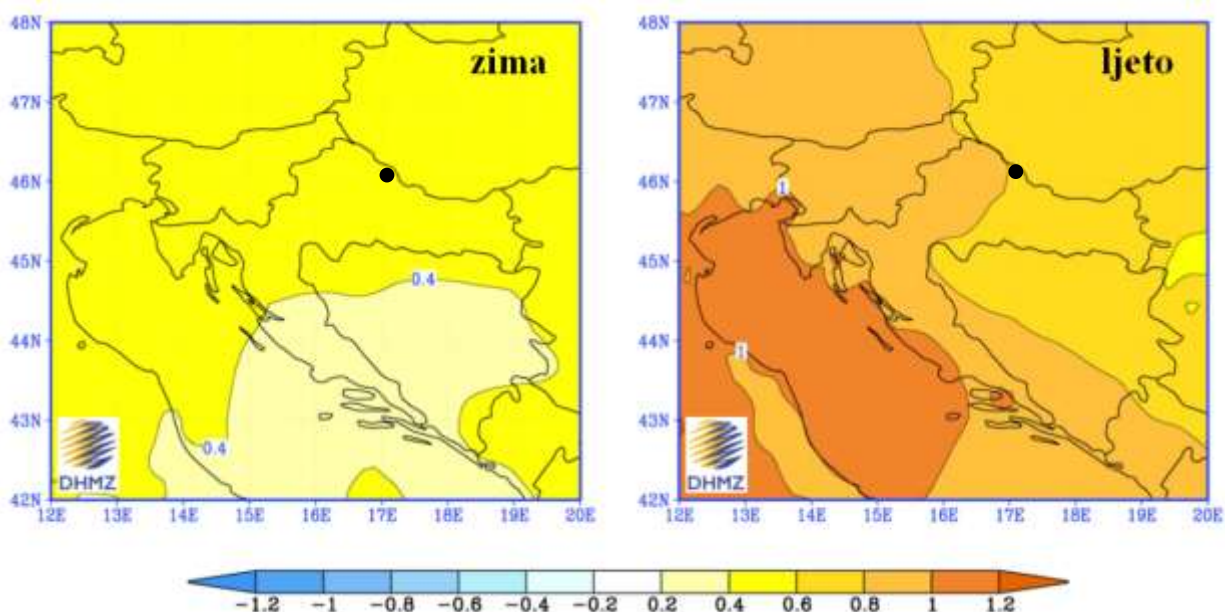 48N
47N
46N
45N
44N
43N
42N
12E 13E 14E 15E 16E 17E 18E 19E 20E
zima
0.4
0.4
DHMZ
48N
47N
46N
45N
44N
43N
42N
12E 13E 14E 15E 16E 17E 18E 19E 20E
ljeto
1
1
DHMZ
-1.2 -1 -0.8 -0.6 -0.4 -0.2 0.2 0.4 0.6 0.8 1 1.2